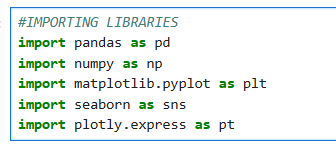 #IMPORTING LIBRARIES
import pandas as pd
import numpy as np
import matplotlib.pyplot as plt
import seaborn as sns
import plotly.express as pt